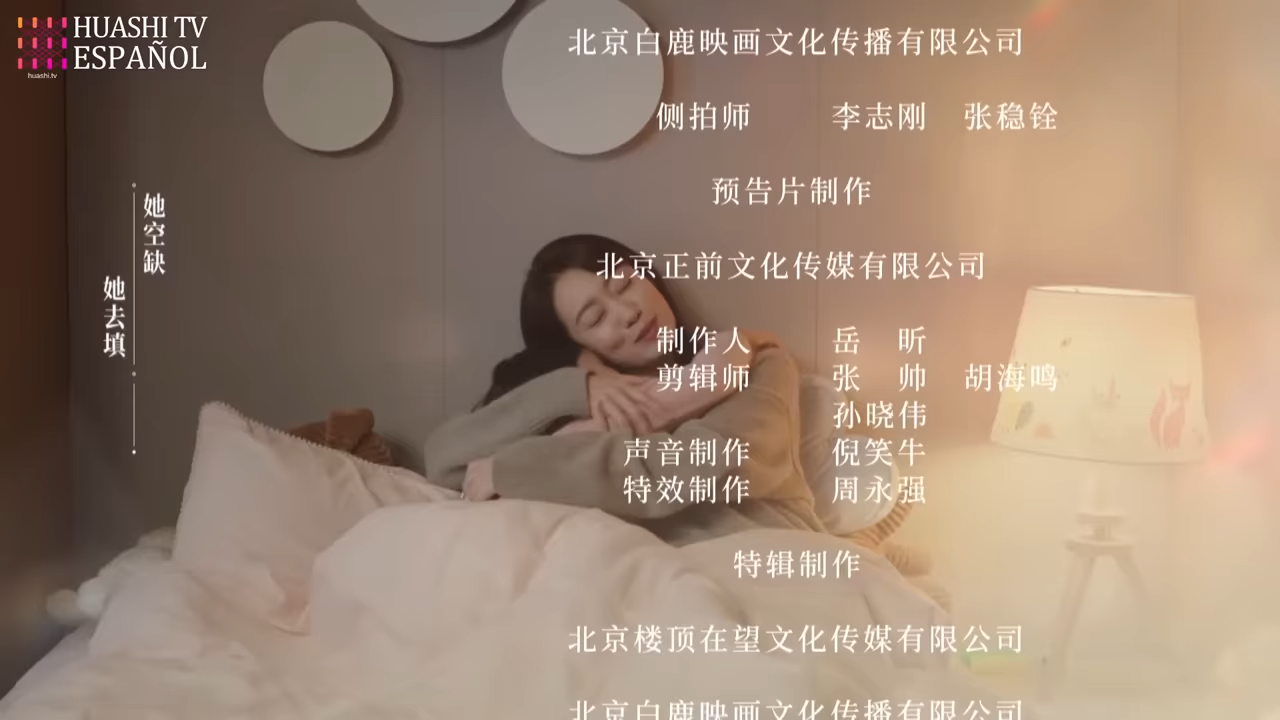 HUASHI TV
ESPAÑOL
huashi.tv
她空缺
她去填
北京白鹿映画文化传播有限公司
侧拍师 李志刚 张稳铨
预告片制作
北京正前文化传媒有限公司
制作人 岳昕
剪辑师 张帅 胡海鸣
孙晓伟
声音制作 倪笑牛
特效制作 周永强
特辑制作
北京楼顶在望文化传媒有限公司
北京白鹿映画文化传播有限公司